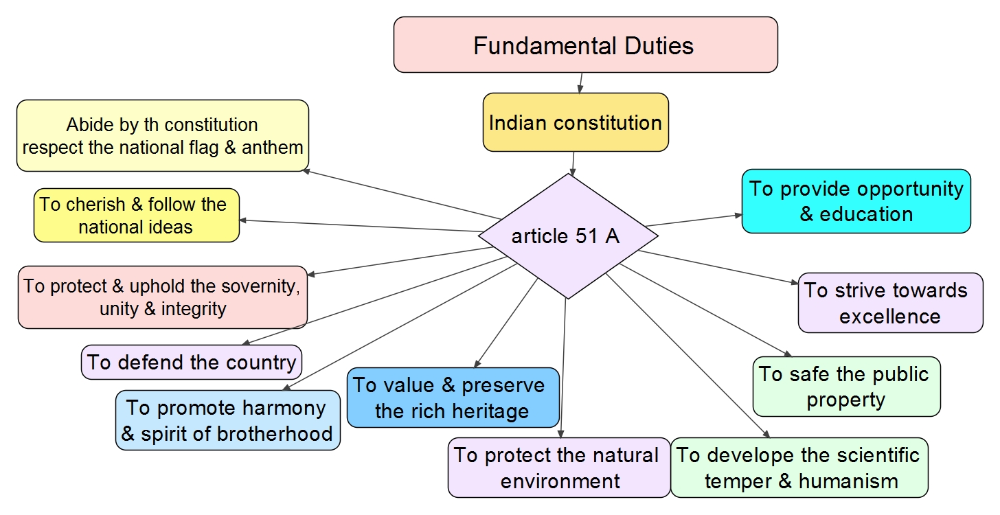 Fundamental Duties
Indian constitution
article 51 A
Abide by th constitution
respect the national flag & anthem
To cherish & follow the
national ideas
To protect & uphold the sovernity,
unity & integrity
To defend the country
To promote harmony
& spirit of brotherhood
To value & preserve
the rich heritage
To protect the natural
environment
To develope the scientific
temper & humanism
To safe the public
property
To strive towards
excellence
To provide opportunity
& education